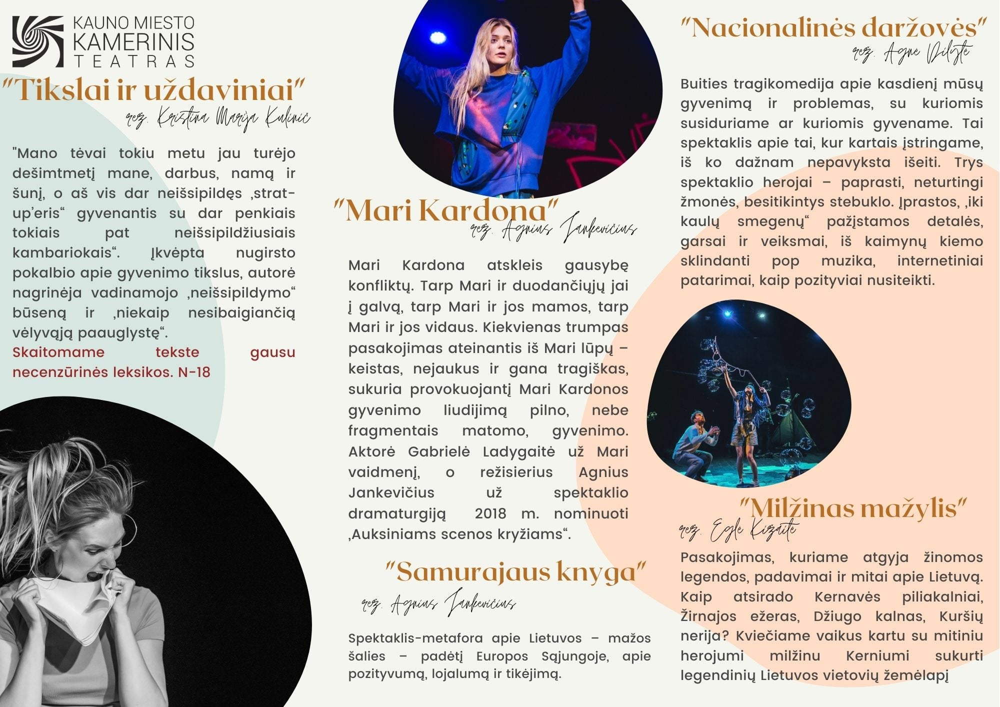 KAUNO MIESTO
KAMERINIS
TEATRAS
"Tikslai ir uždaviniai"
rež. Kristina Marija Kulinič
"Mano tėvai tokiu metu jau turėjo
dešimtmetį mane, darbus, namą ir
šunį, o aš vis dar neišsipildęs ‚strat-
up’eris“ gyvenantis su dar penkiais
tokiais pat neišsipildžiusiais
kambariokais“. Įkvėpta nugirsto
pokalbio apie gyvenimo tikslus, autorė
nagrinėja vadinamojo ‚neišsipildymo“
būseną ir ‚niekaip nesibaigiančią
vėlyvąją paauglystę“.
Skaitomame tekste gausu
necenzūrinės leksikos. N-18
"Mari Kardona"
rež. Agnius Jankevičius
Mari Kardona atskleis gausybę
konfliktų. Tarp Mari ir duodančiųjų jai
į galvą, tarp Mari ir jos mamos, tarp
Mari ir jos vidaus. Kiekvienas trumpas
pasakojimas ateinantis iš Mari lūpų –
keistas, nejaukus ir gana tragiškas,
sukuria provokuojantį Mari Kardonos
gyvenimo liudijimą pilno, nebe
fragmentais matomo, gyvenimo.
Aktorė Gabrielė Ladygaitė už Mari
vaidmenį, o režisierius Agnius
Jankevičius už spektaklio
dramaturgiją 2018 m. nominuoti
‚Auksiniams scenos kryžiams“.
"Samurajaus knyga"
rež. Agnius Jankevičius
Spektaklis-metafora apie Lietuvos – mažos
šalies – padėtį Europos Sąjungoje, apie
pozityvumą, lojalumą ir tikėjimą.
"Nacionalinės daržovės"
rež. Agnė Dilytė
Buities tragikomedija apie kasdienį mūsų
gyvenimą ir problemas, su kuriomis
susiduriame ar kuriomis gyvename. Tai
spektaklis apie tai, kur kartais įstringame,
iš ko dažnam nepavyksta išeiti. Trys
spektaklio herojai – paprasti, neturtingi
žmonės, besitikintys stebuklo. Įprastos, ‚iki
kaulų smegenų“ pažįstamos detalės,
garsai ir veiksmai, iš kaimynų kiemo
sklindanti pop muzika, internetiniai
patarimai, kaip pozityviai nusiteikti.
"Milžinas mažylis"
rež. Eglė Kižaitė
Pasakojimas, kuriame atgyja žinomos
legendos, padavimai ir mitai apie Lietuvą.
Kaip atsirado Kernavės piliakalniai,
Žirnajos ežeras, Džiugo kalnas, Kuršių
nerija? Kviečiame vaikus kartu su mitiniu
herojumi milžinu Kerniumi sukurti
legendinių Lietuvos vietovių žemėlapį